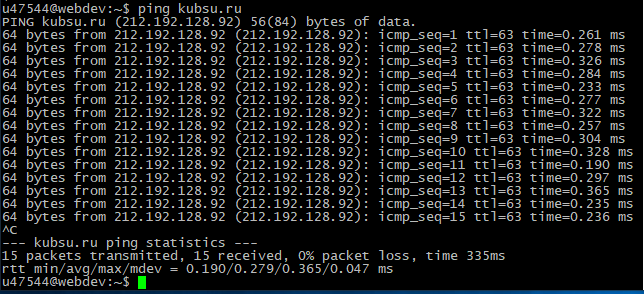 u47544@webdev:~$ ping kubsu.ru
PING kubsu.ru (212.192.128.92) 56(84) bytes of data.
64 bytes from 212.192.128.92 (212.192.128.92): icmp_seq=1 ttl=63 time=0.261 ms
64 bytes from 212.192.128.92 (212.192.128.92): icmp_seq=2 ttl=63 time=0.278 ms
64 bytes from 212.192.128.92 (212.192.128.92): icmp_seq=3 ttl=63 time=0.326 ms
64 bytes from 212.192.128.92 (212.192.128.92): icmp_seq=4 ttl=63 time=0.284 ms
64 bytes from 212.192.128.92 (212.192.128.92): icmp_seq=5 ttl=63 time=0.233 ms
64 bytes from 212.192.128.92 (212.192.128.92): icmp_seq=6 ttl=63 time=0.277 ms
64 bytes from 212.192.128.92 (212.192.128.92): icmp_seq=7 ttl=63 time=0.322 ms
64 bytes from 212.192.128.92 (212.192.128.92): icmp_seq=8 ttl=63 time=0.257 ms
64 bytes from 212.192.128.92 (212.192.128.92): icmp_seq=9 ttl=63 time=0.304 ms
64 bytes from 212.192.128.92 (212.192.128.92): icmp_seq=10 ttl=63 time=0.328 ms
64 bytes from 212.192.128.92 (212.192.128.92): icmp_seq=11 ttl=63 time=0.190 ms
64 bytes from 212.192.128.92 (212.192.128.92): icmp_seq=12 ttl=63 time=0.297 ms
64 bytes from 212.192.128.92 (212.192.128.92): icmp_seq=13 ttl=63 time=0.365 ms
64 bytes from 212.192.128.92 (212.192.128.92): icmp_seq=14 ttl=63 time=0.235 ms
64 bytes from 212.192.128.92 (212.192.128.92): icmp_seq=15 ttl=63 time=0.236 ms
^C
--- kubsu.ru ping statistics ---
15 packets transmitted, 15 received, 0% packet loss, time 335ms
rtt min/avg/max/mdev = 0.190/0.279/0.365/0.047 ms
u47544@webdev:~$